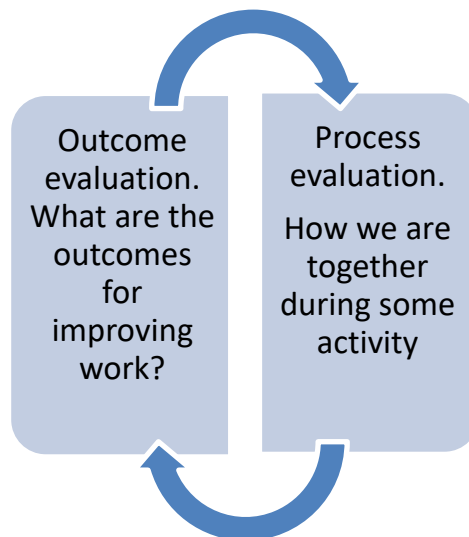 Outcome
evaluation.
What are the
outcomes
for
improving
work?
Process
evaluation.
How we are
together
during some
activity